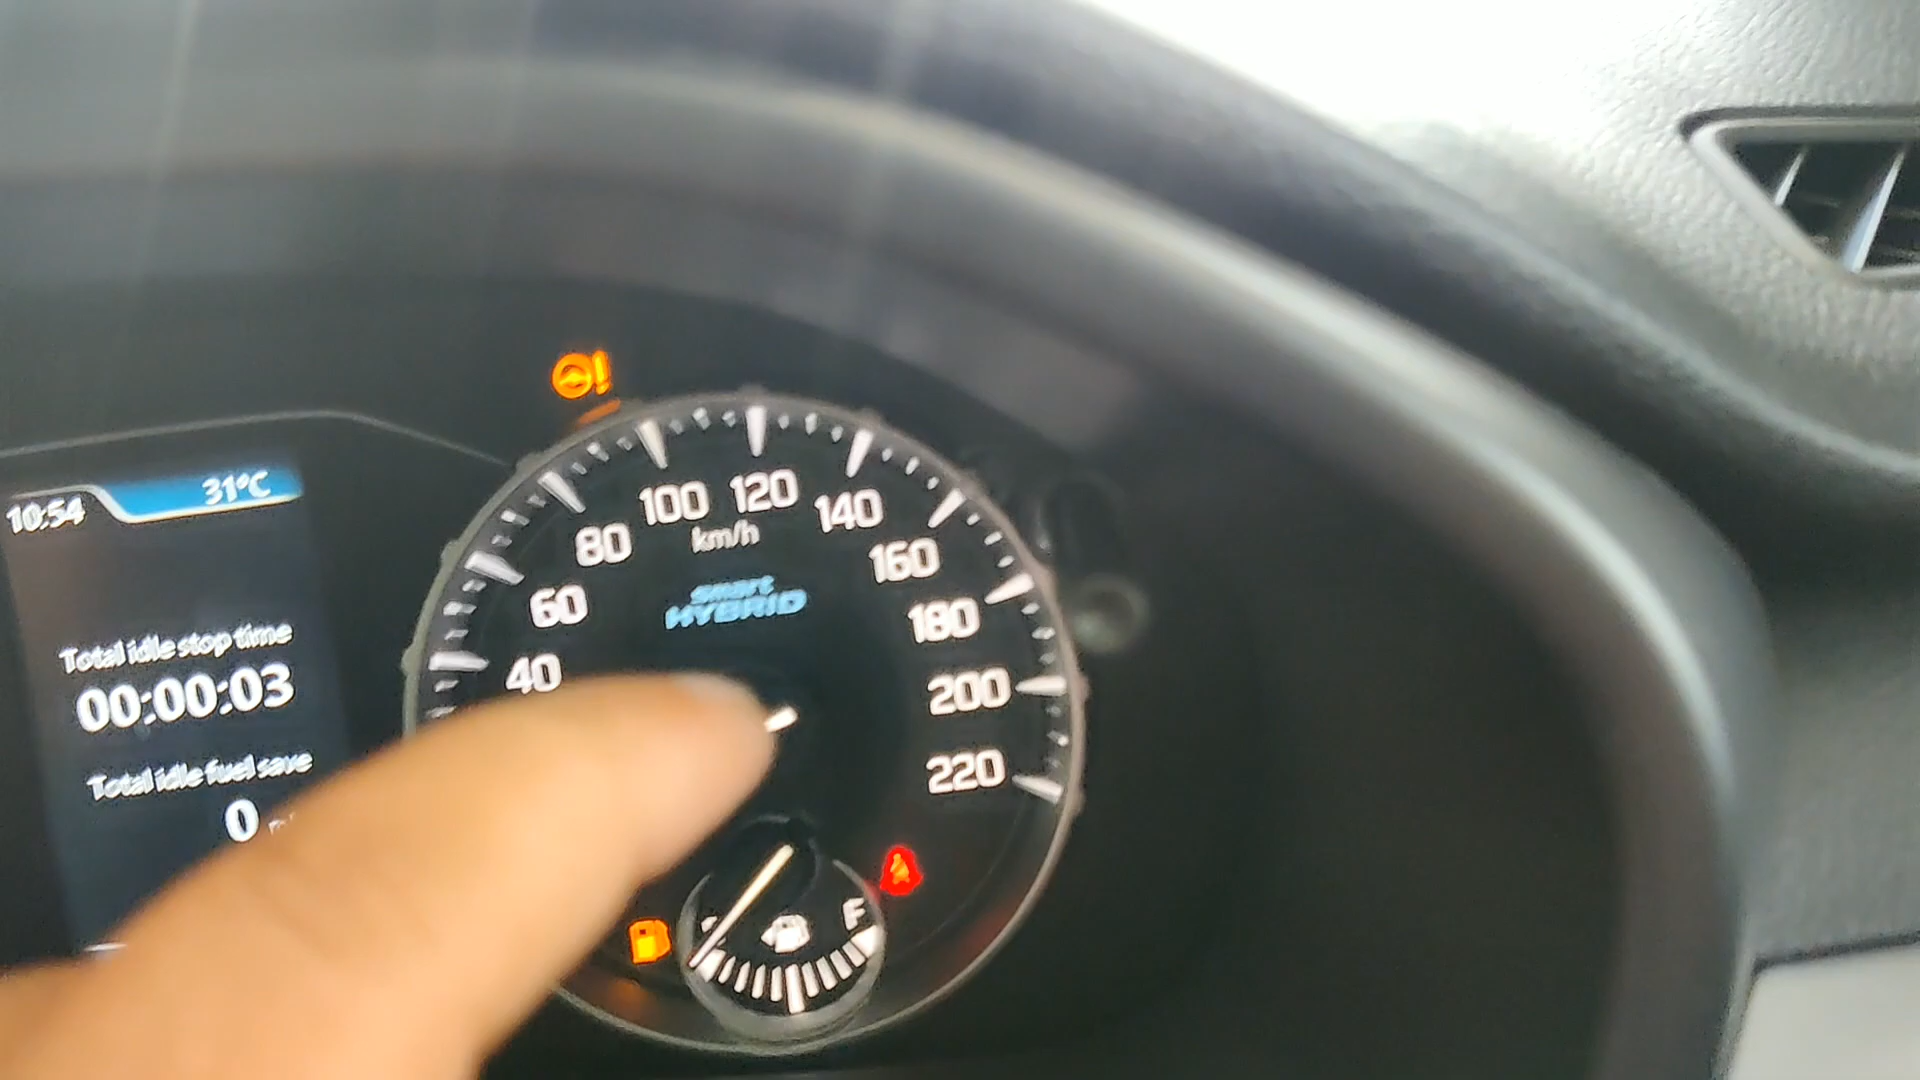 10:54
31°C
Total idle stop time
00:00:03
Total idle fuel save
0
40
60
80
100
120
140
160
180
200
220
km/h
smart
HYBRID
F